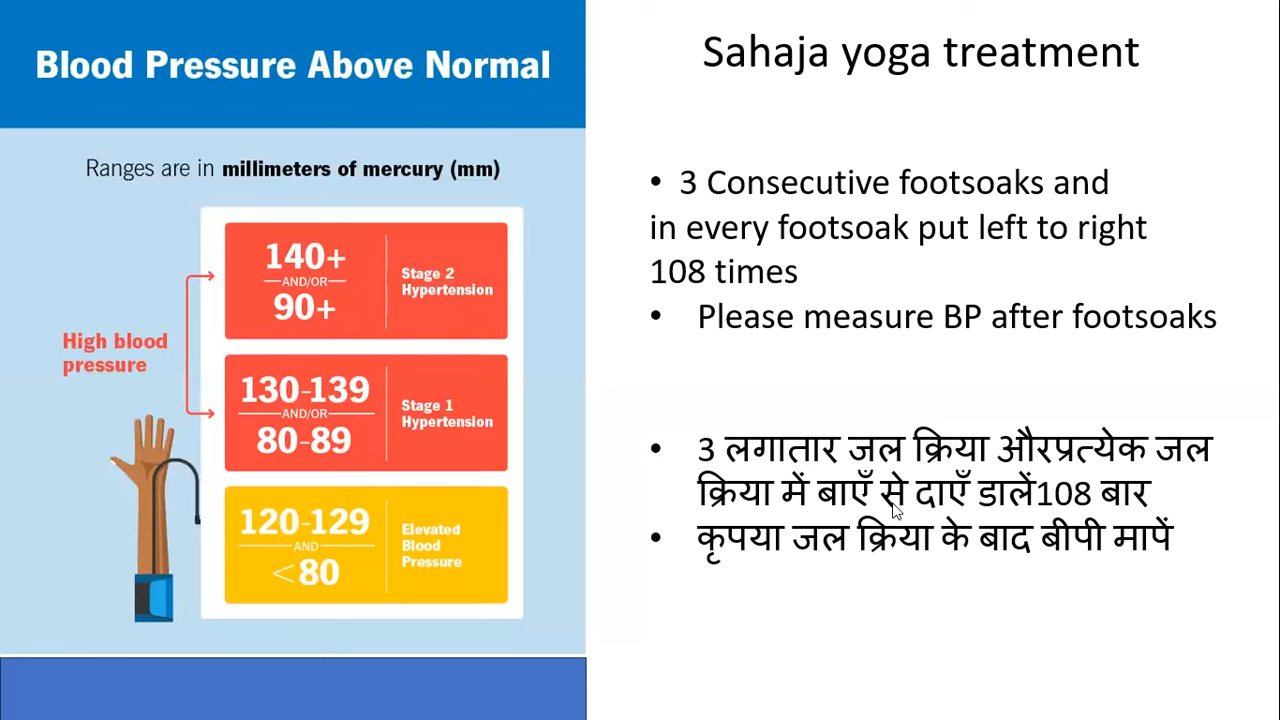 Blood Pressure Above Normal
Ranges are in millimeters of mercury (mm)
140+
AND/OR
90+
Stage 2
Hypertension
High blood
pressure
130-139
AND/OR
80-89
Stage 1
Hypertension
120-129
AND
<80
Elevated
Blood
Pressure
Sahaja yoga treatment
• 3 Consecutive footsoaks and
in every footsoak put left to right
108 times
• Please measure BP after footsoaks
• 3 लगातार जल क्रिया औरप्रत्येक जल
क्रिया में बाएँ से दाएँ डालें108 बार
• कृपया जल क्रिया के बाद बीपी मापें